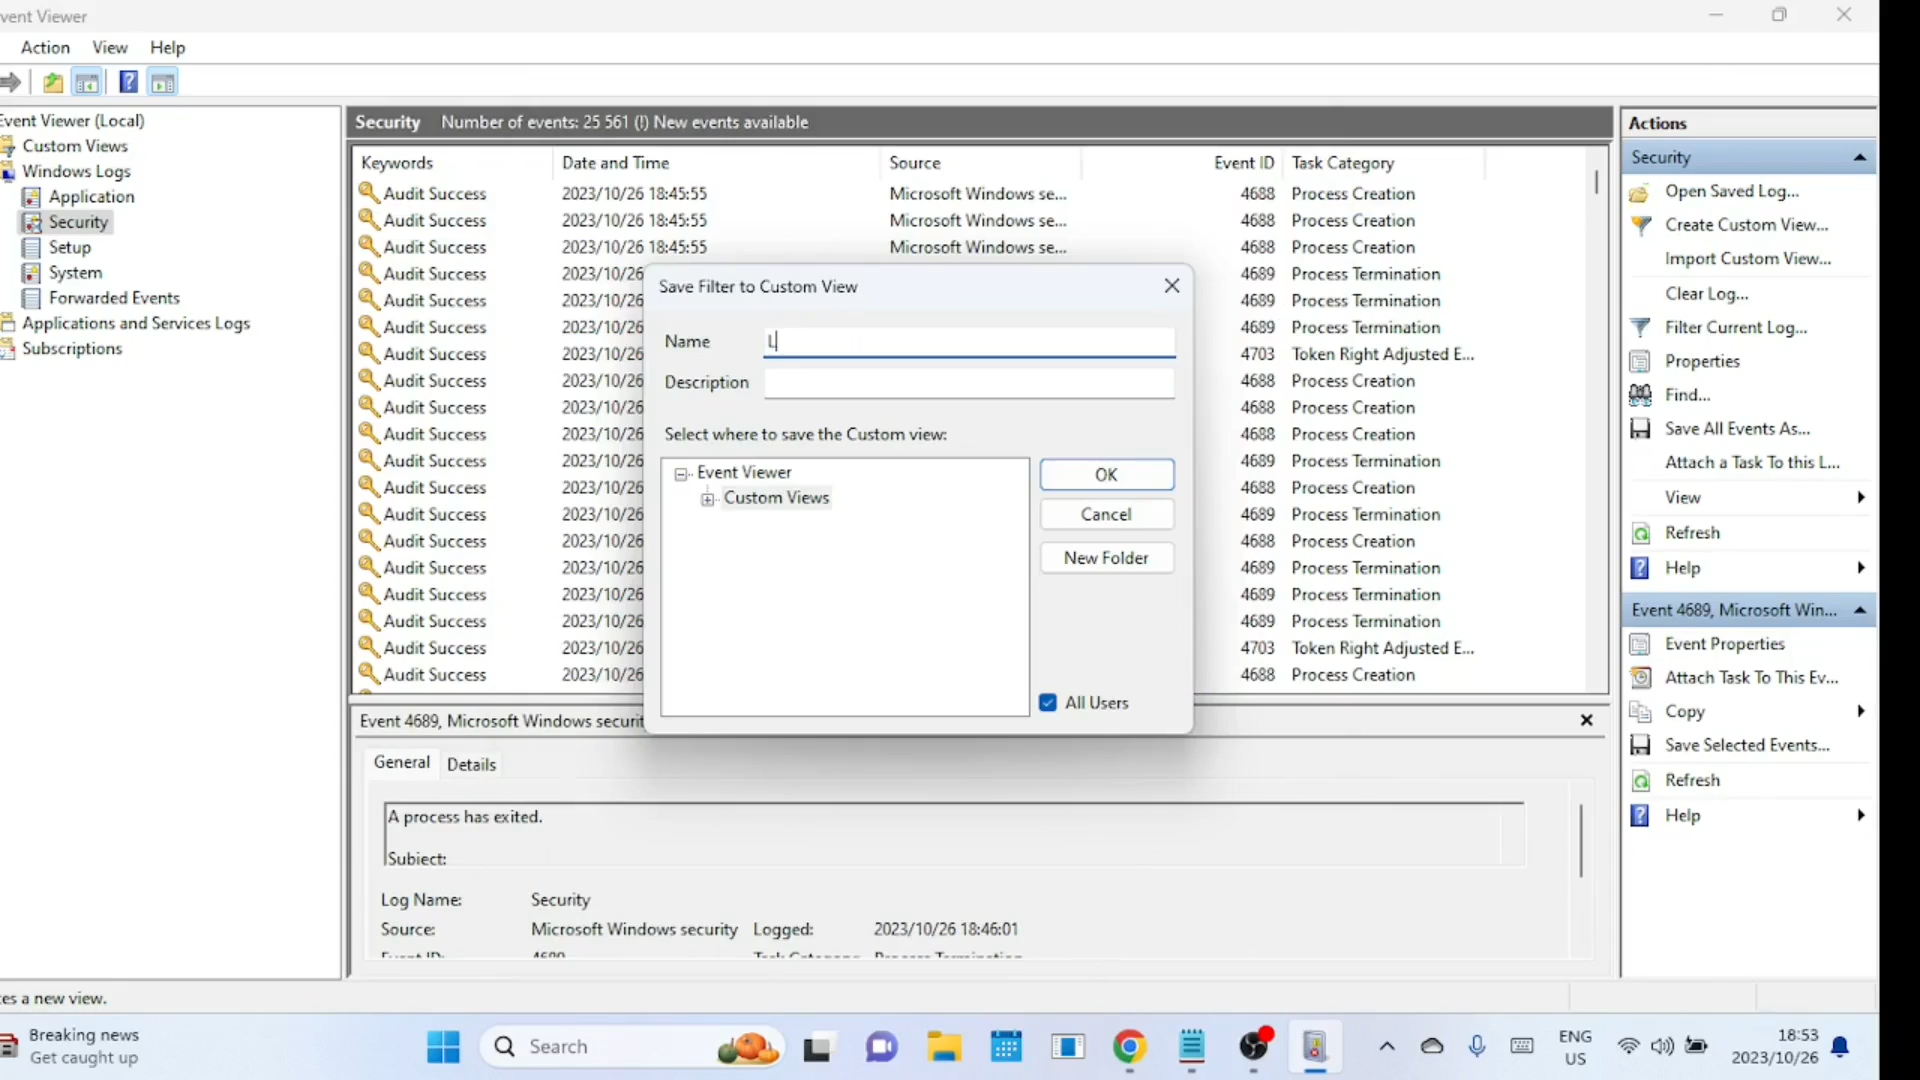 vent Viewer
Action View Help
Event Viewer (Local)
Custom Views
Windows Logs
Application
Security
Setup
System
Forwarded Events
Applications and Services Logs
Subscriptions
Security Number of events: 25 561 (!) New events available
Keywords Date and Time Source Event ID Task Category
Audit Success 2023/10/26 18:45:55 Microsoft Windows se... 4688 Process Creation
Audit Success 2023/10/26 18:45:55 Microsoft Windows se... 4688 Process Creation
Audit Success 2023/10/26 18:45:55 Microsoft Windows se... 4688 Process Creation
Audit Success 2023/10/26 4689 Process Termination
Audit Success 2023/10/26 4689 Process Termination
Audit Success 2023/10/26 4689 Process Termination
Audit Success 2023/10/26 4703 Token Right Adjusted E...
Audit Success 2023/10/26 4688 Process Creation
Audit Success 2023/10/26 4688 Process Creation
Audit Success 2023/10/26 4688 Process Creation
Audit Success 2023/10/26 4689 Process Termination
Audit Success 2023/10/26 4688 Process Creation
Audit Success 2023/10/26 4689 Process Termination
Audit Success 2023/10/26 4688 Process Creation
Audit Success 2023/10/26 4689 Process Termination
Audit Success 2023/10/26 4689 Process Termination
Audit Success 2023/10/26 4689 Process Termination
Audit Success 2023/10/26 4703 Token Right Adjusted E...
Audit Success 2023/10/26 4688 Process Creation
Save Filter to Custom View
Name L
Description
Select where to save the Custom view:
Event Viewer
Custom Views
OK
Cancel
New Folder
All Users
Event 4689, Microsoft Windows securit
General Details
A process has exited.
Subject:
Log Name: Security
Source: Microsoft Windows security Logged: 2023/10/26 18:46:01
Event ID: 4689 Task Category: Process Termination
Actions
Security
Open Saved Log...
Create Custom View...
Import Custom View...
Clear Log...
Filter Current Log...
Properties
Find...
Save All Events As...
Attach a Task To this L...
View
Refresh
Help
Event 4689, Microsoft Win...
Event Properties
Attach Task To This Ev...
Copy
Save Selected Events...
Refresh
Help
tes a new view.
Breaking news
Get caught up
Search
ENG
US
18:53
2023/10/26